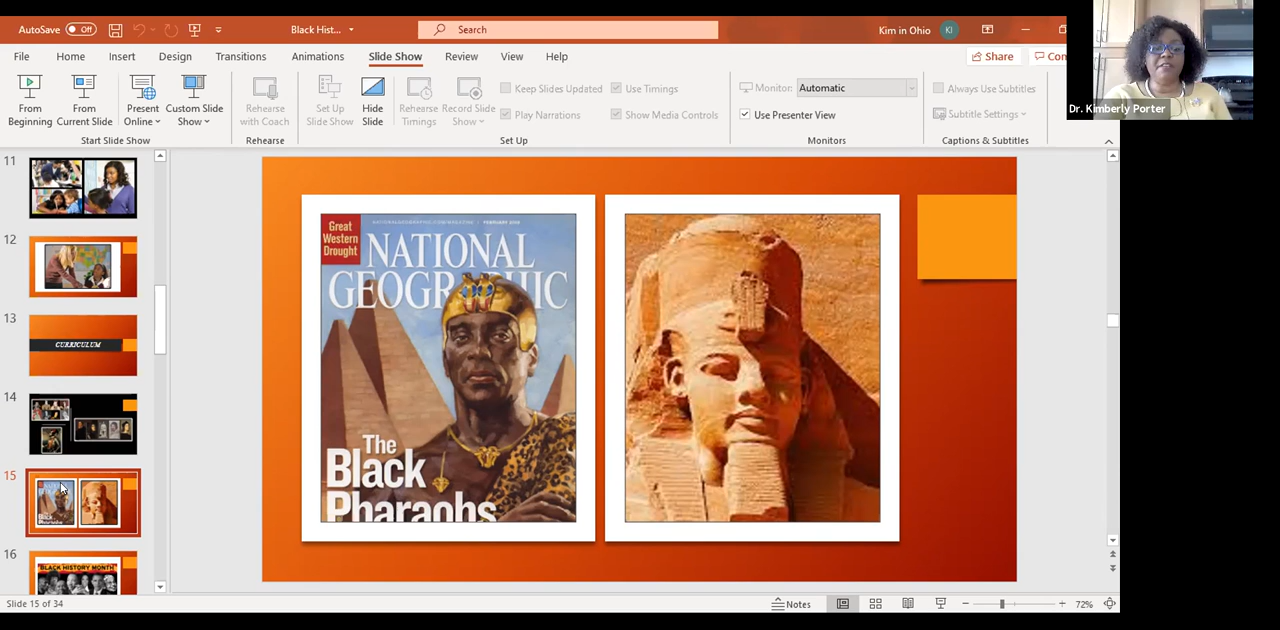 AutoSave Off Black Hist... Search Kim in Ohio KI
File Home Insert Design Transitions Animations Slide Show Review View Help Share Con
From Beginning
From Current Slide
Present Online
Custom Slide Show
Start Slide Show
Rehearse with Coach
Rehearse
Set Up Slide Show
Hide Slide
Rehearse Timings
Record Slide Show
Keep Slides Updated
Play Narrations
Use Timings
Show Media Controls
Set Up
Monitor: Automatic
Use Presenter View
Monitors
Always Use Subtitles
Subtitle Settings
Captions & Subtitles
Dr. Kimberly Porter
11
12
13
CURRICULUM
14
15
16
BLACK HISTORY MONTH
Great
Western
Drought
NATIONAL
GEOGRAPHIC
The
Black
Pharaohs
Slide 15 of 34
Notes
72%